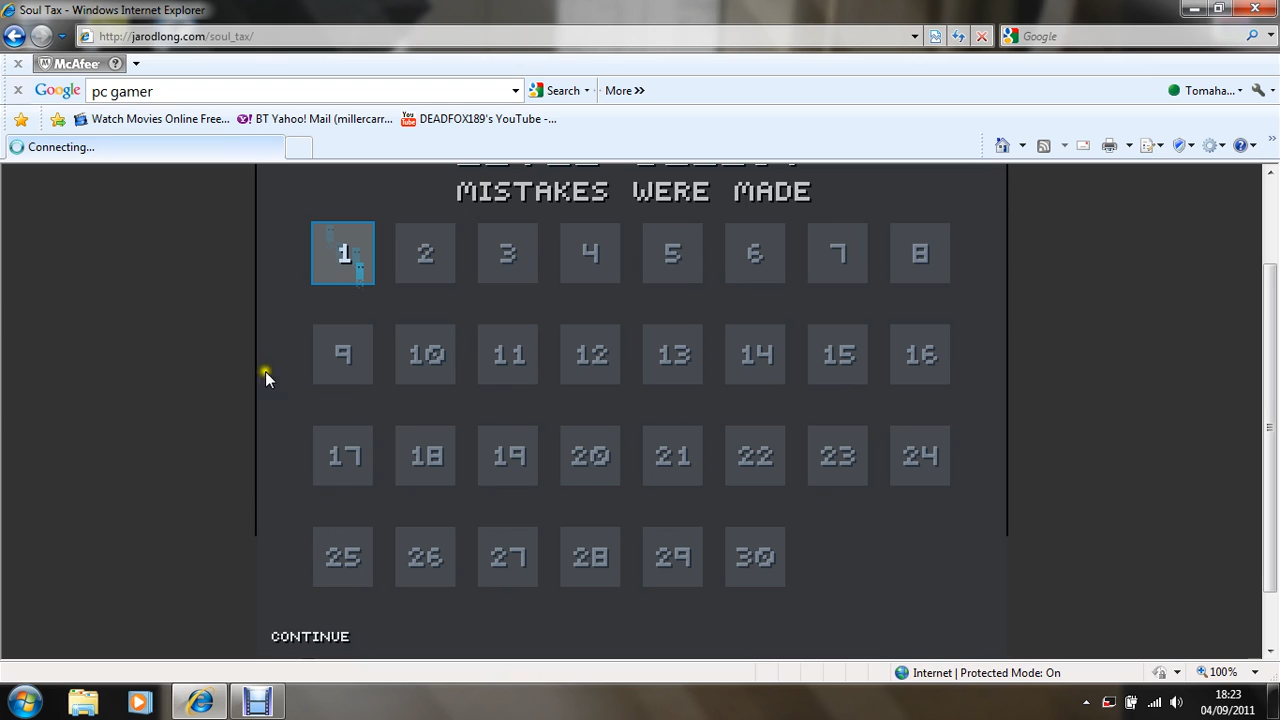 Soul Tax - Windows Internet Explorer
http://jarodlong.com/soul_tax/
Google
McAfee
Google pc gamer Search More >> Tomaha...
Watch Movies Online Free... BT Yahoo! Mail (millercarr... DEADFOX189's YouTube -...
Connecting...
MISTAKES WERE MADE
1 2 3 4 5 6 7 8
9 10 11 12 13 14 15 16
17 18 19 20 21 22 23 24
25 26 27 28 29 30
CONTINUE
Internet | Protected Mode: On 100%
18:23
04/09/2011